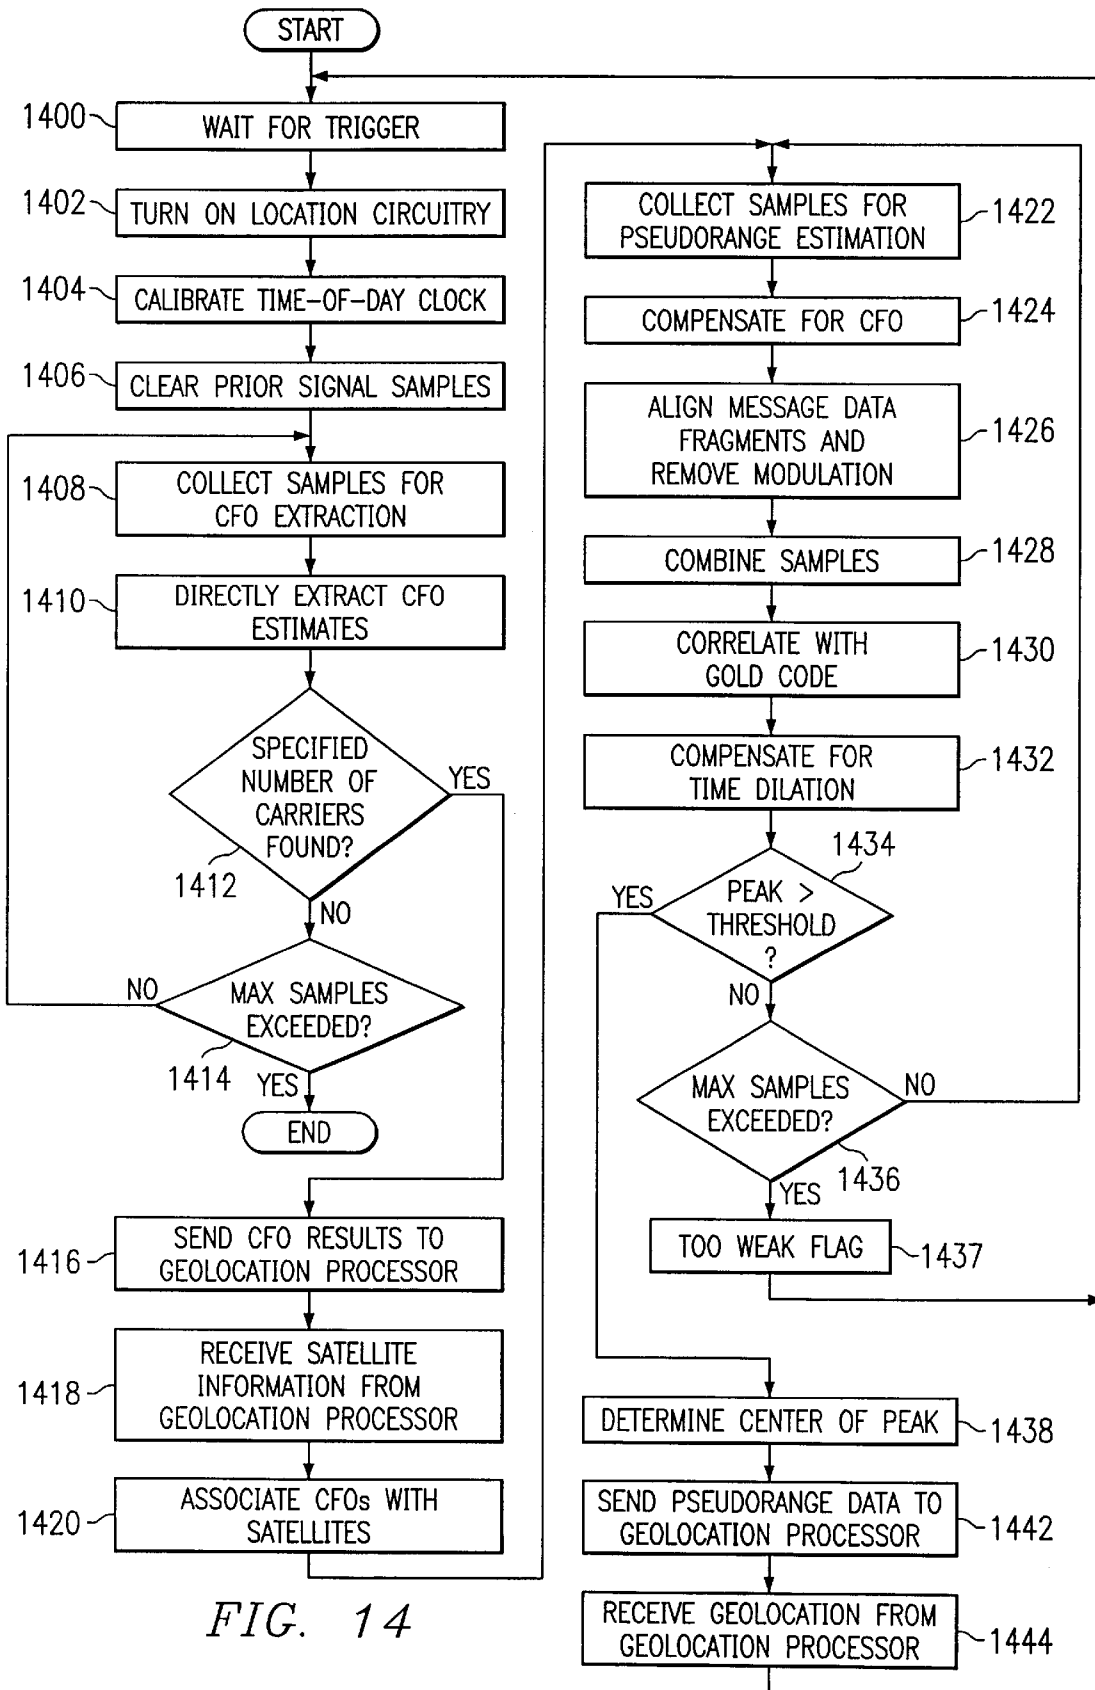 START
1400
WAIT FOR TRIGGER
1402
TURN ON LOCATION CIRCUITRY
1404
CALIBRATE TIME-OF-DAY CLOCK
1406
CLEAR PRIOR SIGNAL SAMPLES
1408
COLLECT SAMPLES FOR
CFO EXTRACTION
1410
DIRECTLY EXTRACT CFO
ESTIMATES
SPECIFIED
NUMBER OF
CARRIERS
FOUND?
YES
1412
NO
MAX SAMPLES
EXCEEDED?
NO
1414
YES
END
1416
SEND CFO RESULTS TO
GEOLOCATION PROCESSOR
1418
RECEIVE SATELLITE
INFORMATION FROM
GEOLOCATION PROCESSOR
1420
ASSOCIATE CFOs WITH
SATELLITES
COLLECT SAMPLES FOR
PSEUDORANGE ESTIMATION
1422
COMPENSATE FOR CFO
1424
ALIGN MESSAGE DATA
FRAGMENTS AND
REMOVE MODULATION
1426
COMBINE SAMPLES
1428
CORRELATE WITH
GOLD CODE
1430
COMPENSATE FOR
TIME DILATION
1432
1434
YES
PEAK >
THRESHOLD
?
NO
MAX SAMPLES
EXCEEDED?
NO
1436
YES
TOO WEAK FLAG
1437
DETERMINE CENTER OF PEAK
1438
SEND PSEUDORANGE DATA TO
GEOLOCATION PROCESSOR
1442
RECEIVE GEOLOCATION FROM
GEOLOCATION PROCESSOR
1444
FIG. 14